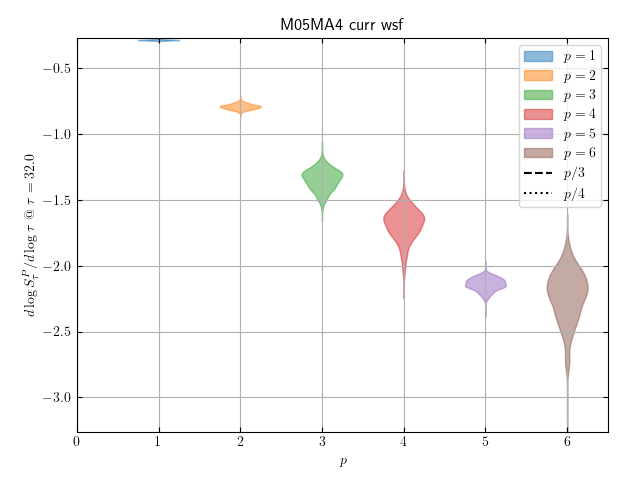 M05MA4 curr wsf
d log S_τ^P / d log τ @ τ = 32.0
−0.5
−1.0
−1.5
−2.0
−2.5
−3.0
p = 1
p = 2
p = 3
p = 4
p = 5
p = 6
p/3
p/4
0 1 2 3 4 5 6
p